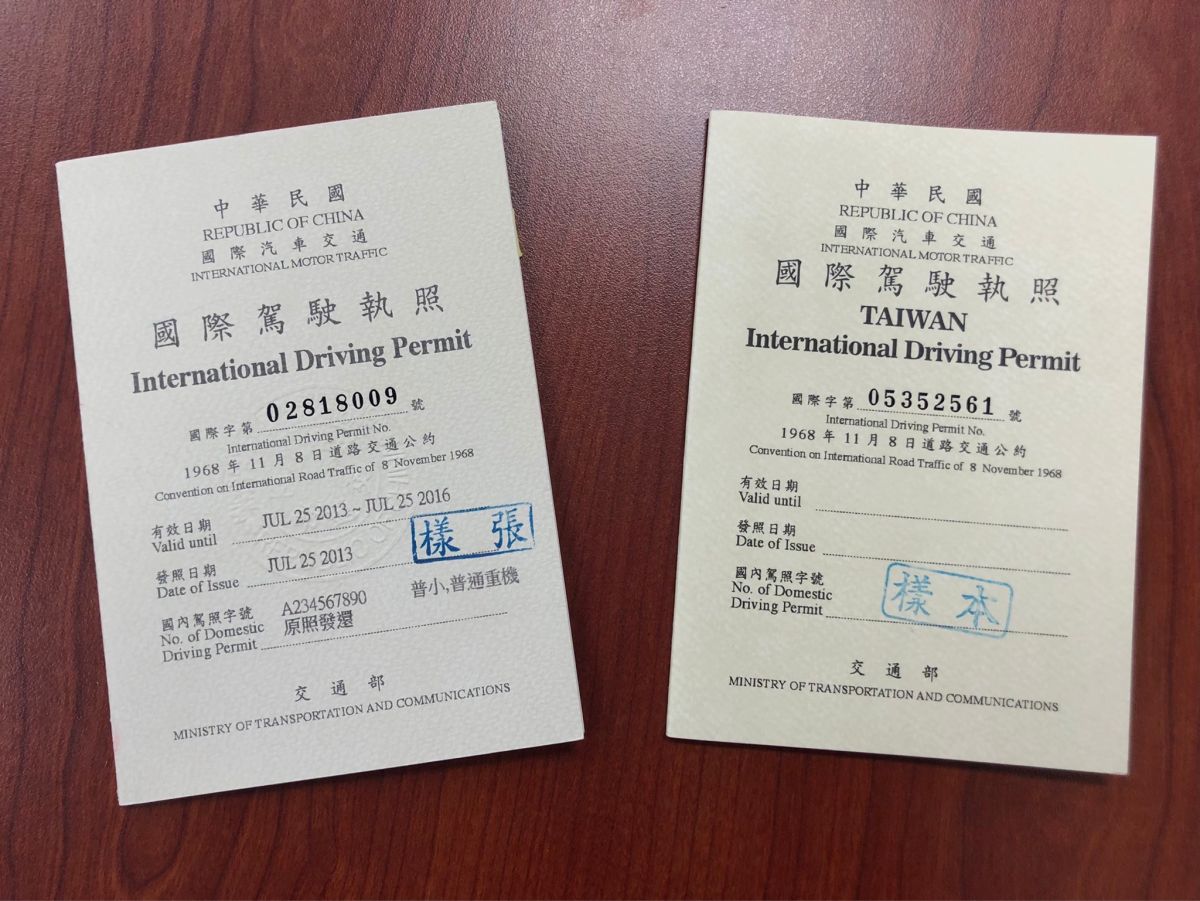 中華民國
REPUBLIC OF CHINA
國際汽車交通
INTERNATIONAL MOTOR TRAFFIC
國際駕駛執照
International Driving Permit
國際字第 02818009 號
International Driving Permit No.
1968 年 11 月 8 日道路交通公約
Convention on International Road Traffic of 8 November 1968
有效日期
Valid until JUL 25 2013 ~ JUL 25 2016
樣張
發照日期
Date of Issue JUL 25 2013
國內駕照字號 A234567890 普小,普通重機
No. of Domestic 原照發還
Driving Permit
交通部
MINISTRY OF TRANSPORTATION AND COMMUNICATIONS
中華民國
REPUBLIC OF CHINA
國際汽車交通
INTERNATIONAL MOTOR TRAFFIC
國際駕駛執照
TAIWAN
International Driving Permit
國際字第 05352561 號
International Driving Permit No.
1968 年 11 月 8 日道路交通公約
Convention on International Road Traffic of 8 November 1968
有效日期
Valid until
發照日期
Date of Issue
國內駕照字號
No. of Domestic
Driving Permit
樣本
交通部
MINISTRY OF TRANSPORTATION AND COMMUNICATIONS